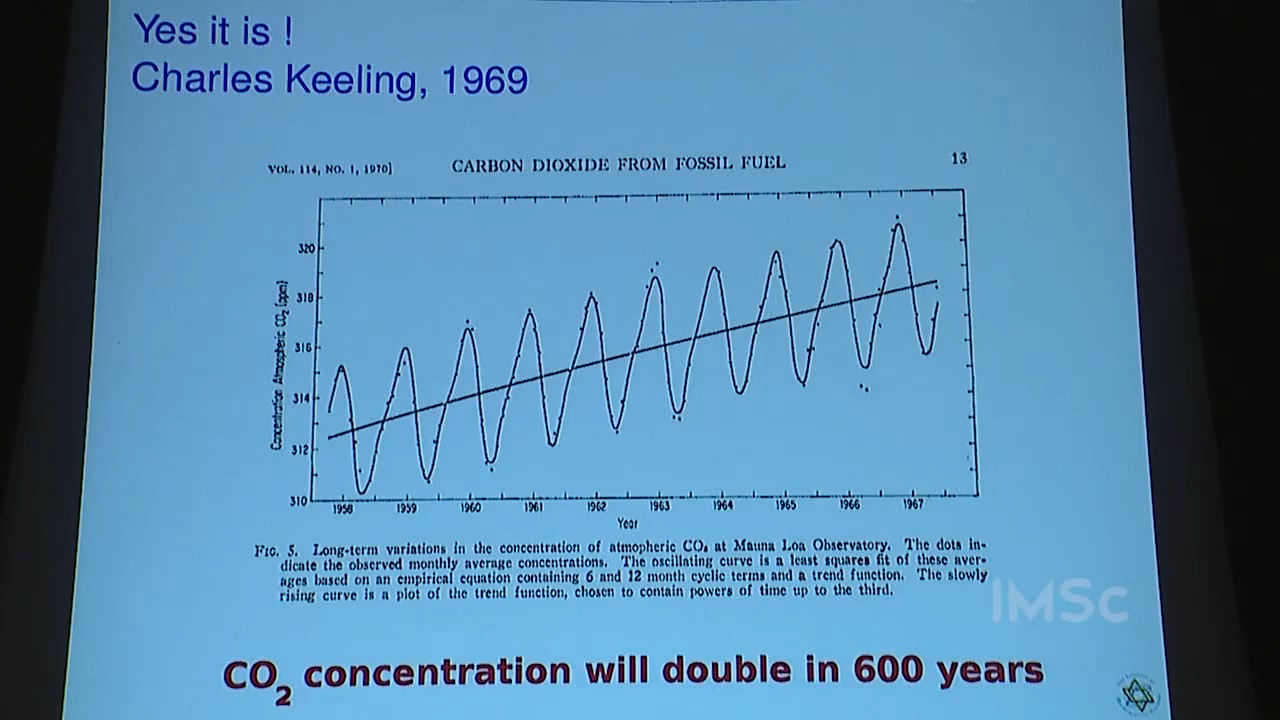 Yes it is !
Charles Keeling, 1969
VOL. 114, NO. 1, 1970]
CARBON DIOXIDE FROM FOSSIL FUEL
13
320
318
316
314
312
310
Concentration Atmospheric CO₂ (ppm)
1958 1959 1960 1961 1962 1963 1964 1965 1966 1967
Year
FIG. 5. Long-term variations in the concentration of atmopheric CO₂ at Mauna Loa Observatory. The dots in-
dicate the observed monthly average concentrations. The oscillating curve is a least squares fit of these aver-
ages based on an empirical equation containing 6 and 12 month cyclic terms and a trend function. The slowly
rising curve is a plot of the trend function, chosen to contain powers of time up to the third.
IMSc
CO₂ concentration will double in 600 years